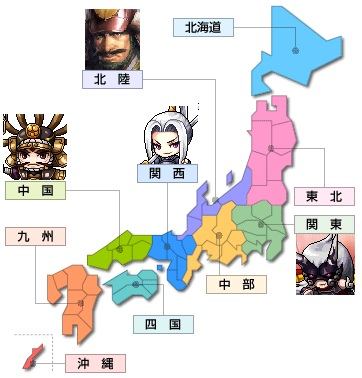 北海道
北 陸
中 国
関 西
東 北
九 州
関 東
中 部
四 国
沖 縄